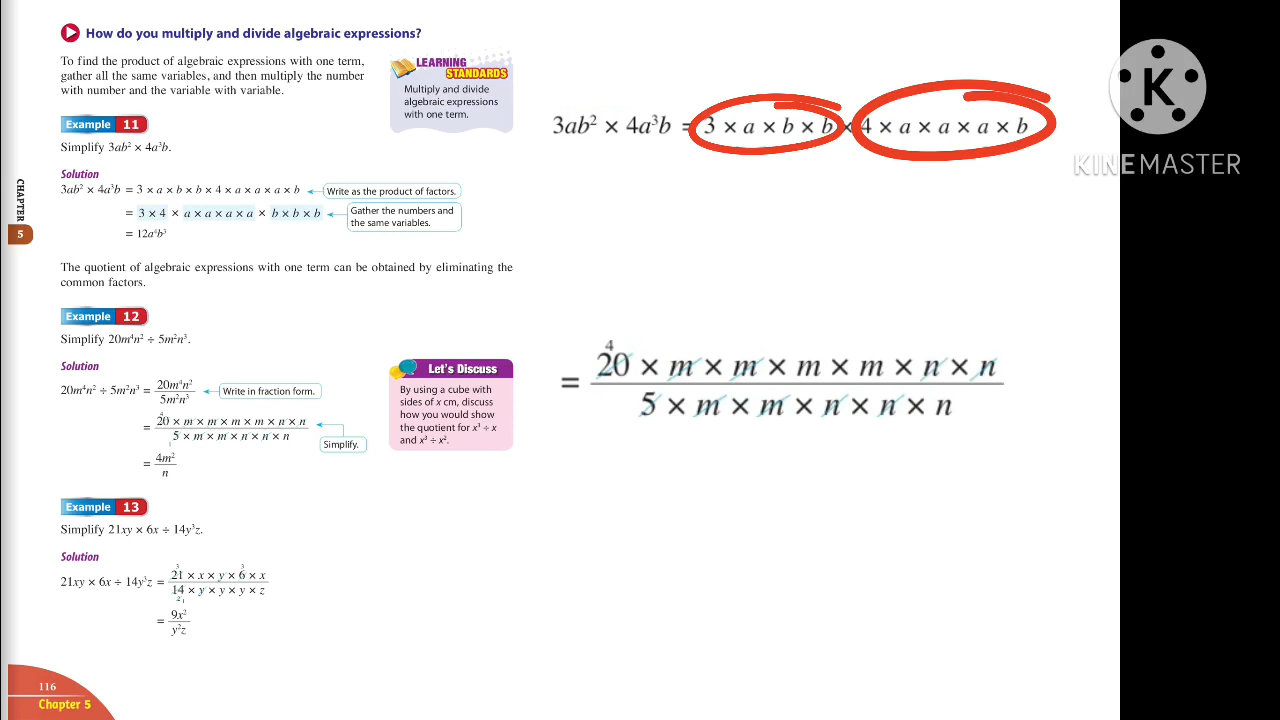 How do you multiply and divide algebraic expressions?
To find the product of algebraic expressions with one term,
gather all the same variables, and then multiply the number
with number and the variable with variable.
LEARNING
STANDARDS
Multiply and divide
algebraic expressions
with one term.
Example 11
Simplify 3ab² × 4a³b.
Solution
3ab² × 4a³b = 3 × a × b × b × 4 × a × a × a × b
Write as the product of factors.
= 3 × 4 × a × a × a × a × b × b × b
Gather the numbers and
the same variables.
= 12a⁴b³
CHAPTER
5
The quotient of algebraic expressions with one term can be obtained by eliminating the
common factors.
Example 12
Simplify 20m⁴n² ÷ 5m²n³.
Solution
20m⁴n² ÷ 5m²n³ = 20m⁴n²
5m²n³
Write in fraction form.
4
= 20 × m × m × m × m × n × n
5 × m × m × n × n × n
1
Simplify.
= 4m²
n
Let's Discuss
By using a cube with
sides of x cm, discuss
how you would show
the quotient for x³ ÷ x
and x³ ÷ x².
Example 13
Simplify 21xy × 6x ÷ 14y³z.
Solution
3 3
21xy × 6x ÷ 14y³z = 21 × x × y × 6 × x
14 × y × y × y × z
2 1
= 9x²
y²z
116
Chapter 5
3ab² × 4a³b = 3 × a × b × b × 4 × a × a × a × b
4
= 20 × m × m × m × m × n × n
5 × m × m × n × n × n
K
KINEMASTER